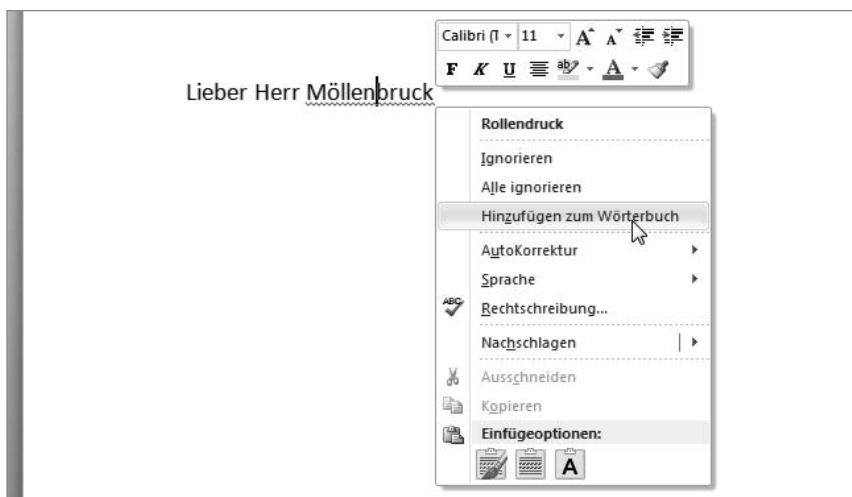 Calibri (T 11 A A
F K U ab A
Lieber Herr Möllenbruck
Rollendruck
Ignorieren
Alle ignorieren
Hinzufügen zum Wörterbuch
AutoKorrektur
Sprache
ABC
Rechtschreibung...
Nachschlagen
Ausschneiden
Kopieren
Einfügeoptionen:
A